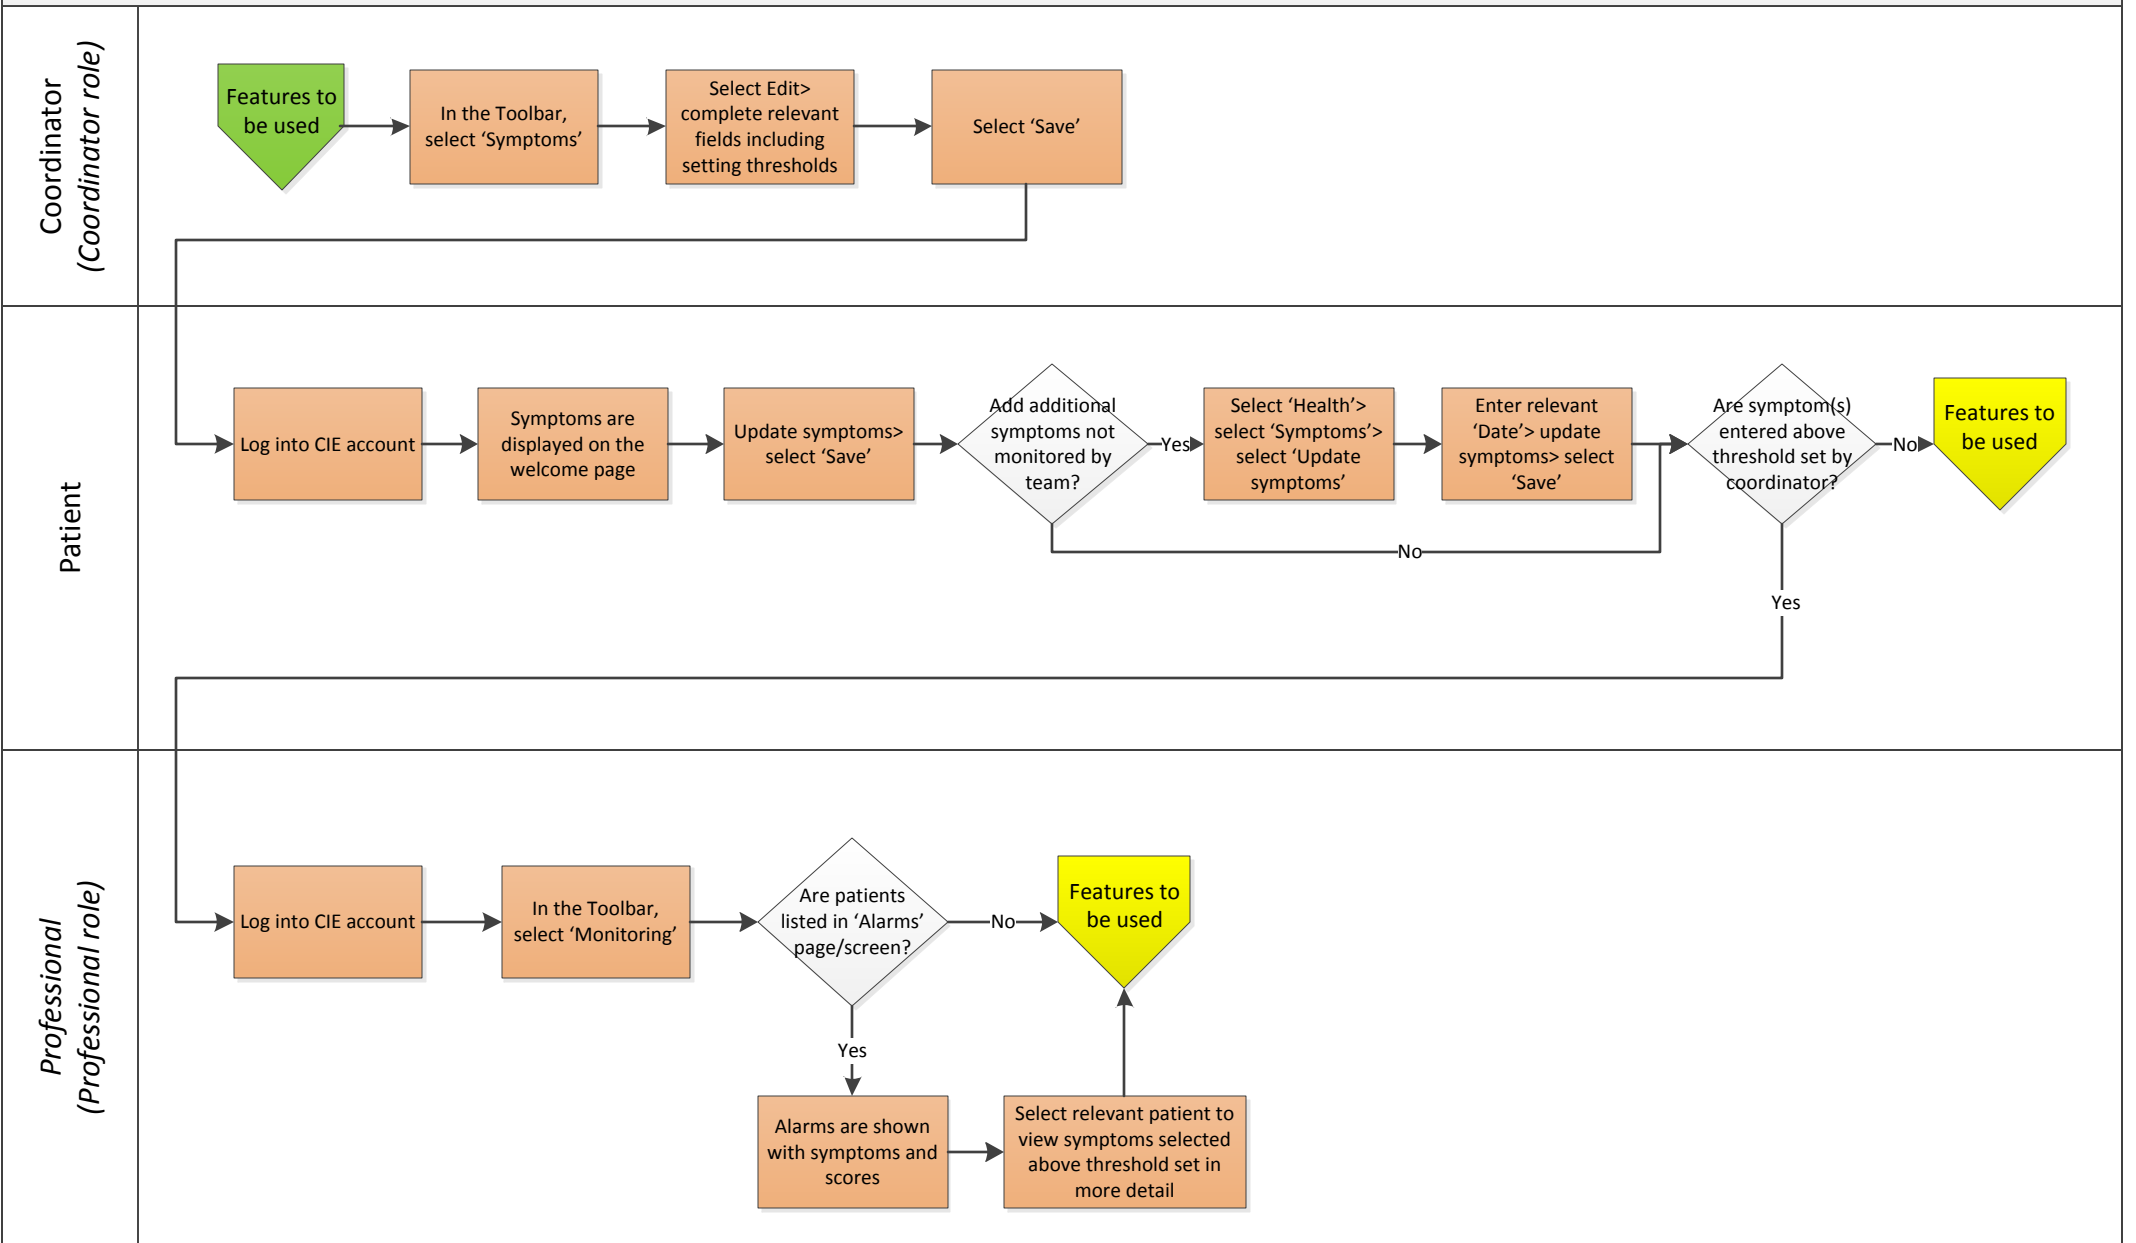 Coordinator
(Coordinator role)
Features to
be used
In the Toolbar,
select ‘Symptoms’
Select Edit>
complete relevant
fields including
setting thresholds
Select ‘Save’
Patient
Log into CIE account
Symptoms are
displayed on the
welcome page
Update symptoms>
select ‘Save’
Add additional
symptoms not
monitored by
team?
Yes
Select ‘Health’>
select ‘Symptoms’>
select ‘Update
symptoms’
Enter relevant
‘Date’> update
symptoms> select
‘Save’
Are symptom(s)
entered above
threshold set by
coordinator?
No
Features to
be used
No
Yes
Professional
(Professional role)
Log into CIE account
In the Toolbar,
select ‘Monitoring’
Are patients
listed in ‘Alarms’
page/screen?
No
Features to
be used
Yes
Alarms are shown
with symptoms and
scores
Select relevant patient to
view symptoms selected
above threshold set in
more detail